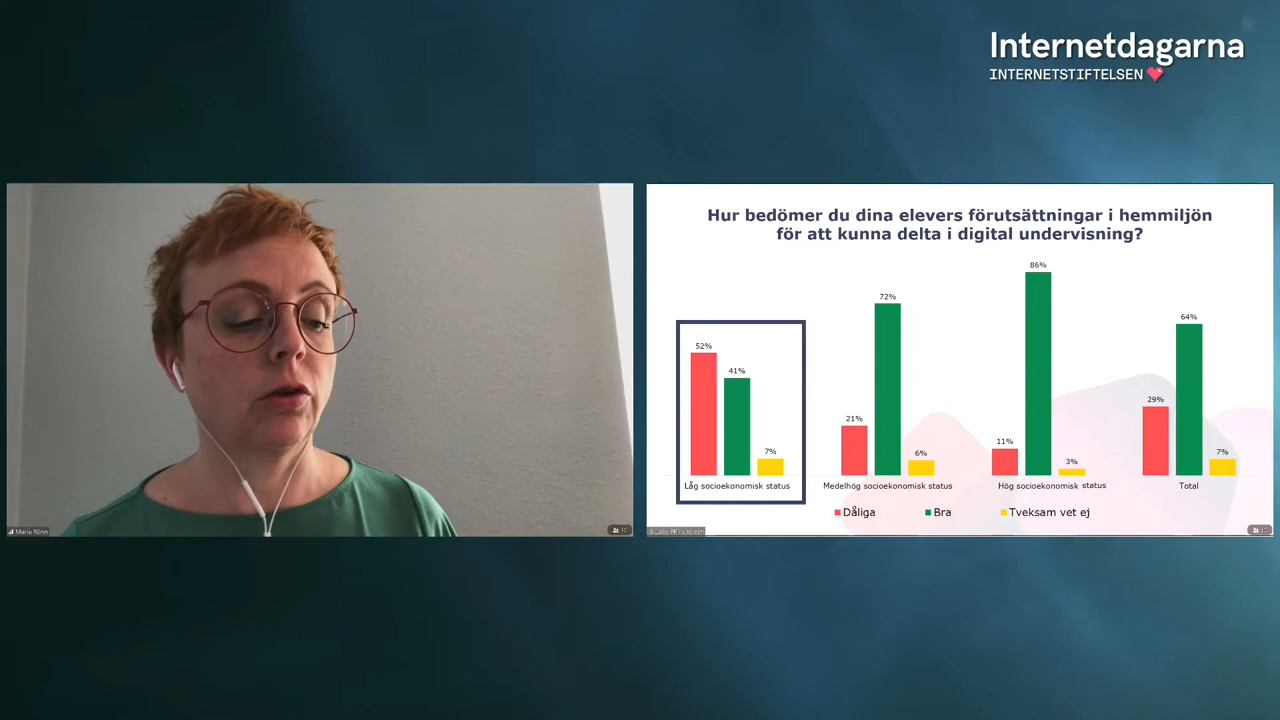 Internetdagarna
INTERNETSTIFTELSEN
Hur bedömer du dina elevers förutsättningar i hemmiljön
för att kunna delta i digital undervisning?
52%
41%
7%
21%
72%
6%
11%
86%
3%
29%
64%
7%
Låg socioekonomisk status
Medelhög socioekonomisk status
Hög socioekonomisk status
Total
Dåliga
Bra
Tveksam vet ej
Maria Rönn